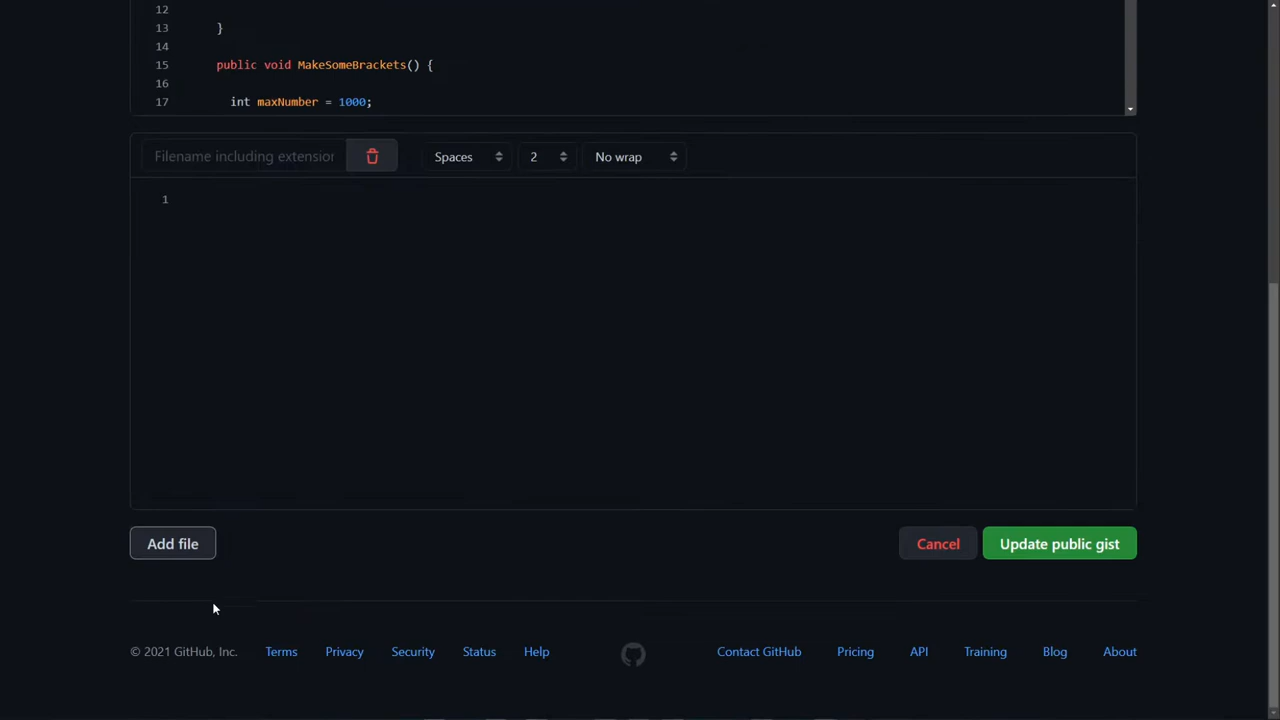 12
13 }
14
15 public void MakeSomeBrackets() {
16
17 int maxNumber = 1000;
Filename including extension Spaces 2 No wrap
1
Add file Cancel Update public gist
© 2021 GitHub, Inc. Terms Privacy Security Status Help Contact GitHub Pricing API Training Blog About